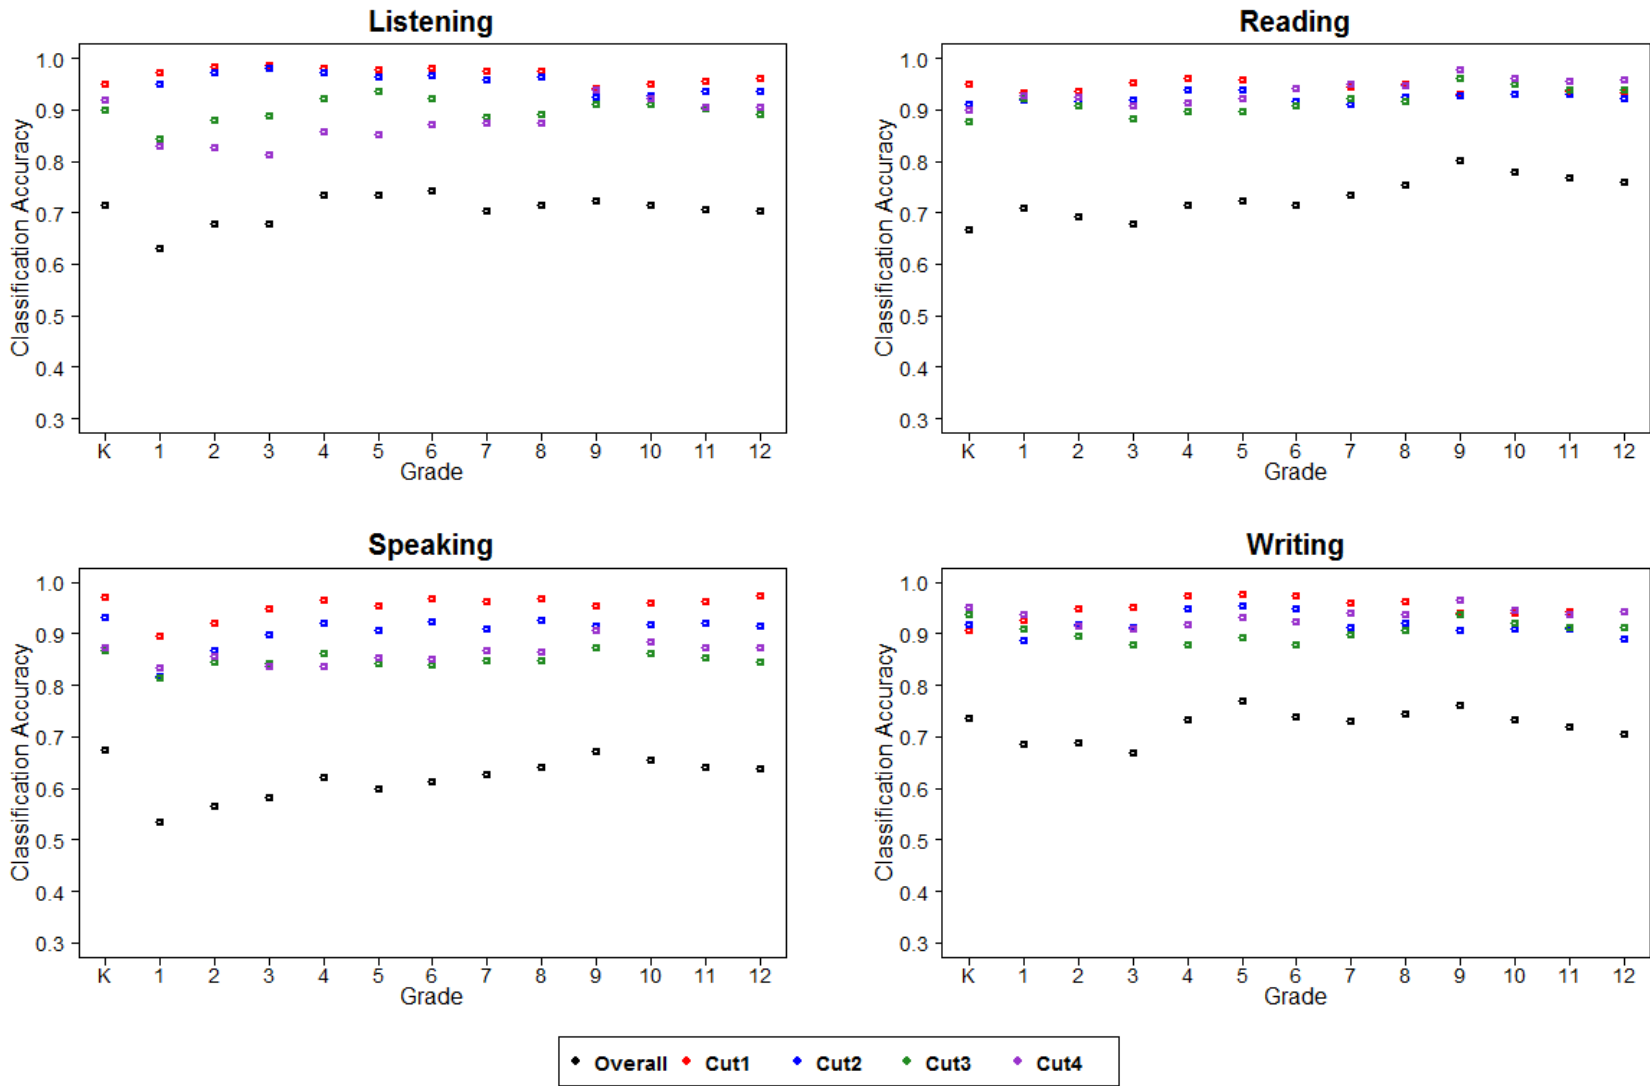 Listening
Classification Accuracy
1.0
0.9
0.8
0.7
0.6
0.5
0.4
0.3
K 1 2 3 4 5 6 7 8 9 10 11 12
Grade
Reading
Classification Accuracy
1.0
0.9
0.8
0.7
0.6
0.5
0.4
0.3
K 1 2 3 4 5 6 7 8 9 10 11 12
Grade
Speaking
Classification Accuracy
1.0
0.9
0.8
0.7
0.6
0.5
0.4
0.3
K 1 2 3 4 5 6 7 8 9 10 11 12
Grade
Writing
Classification Accuracy
1.0
0.9
0.8
0.7
0.6
0.5
0.4
0.3
K 1 2 3 4 5 6 7 8 9 10 11 12
Grade
Overall Cut1 Cut2 Cut3 Cut4